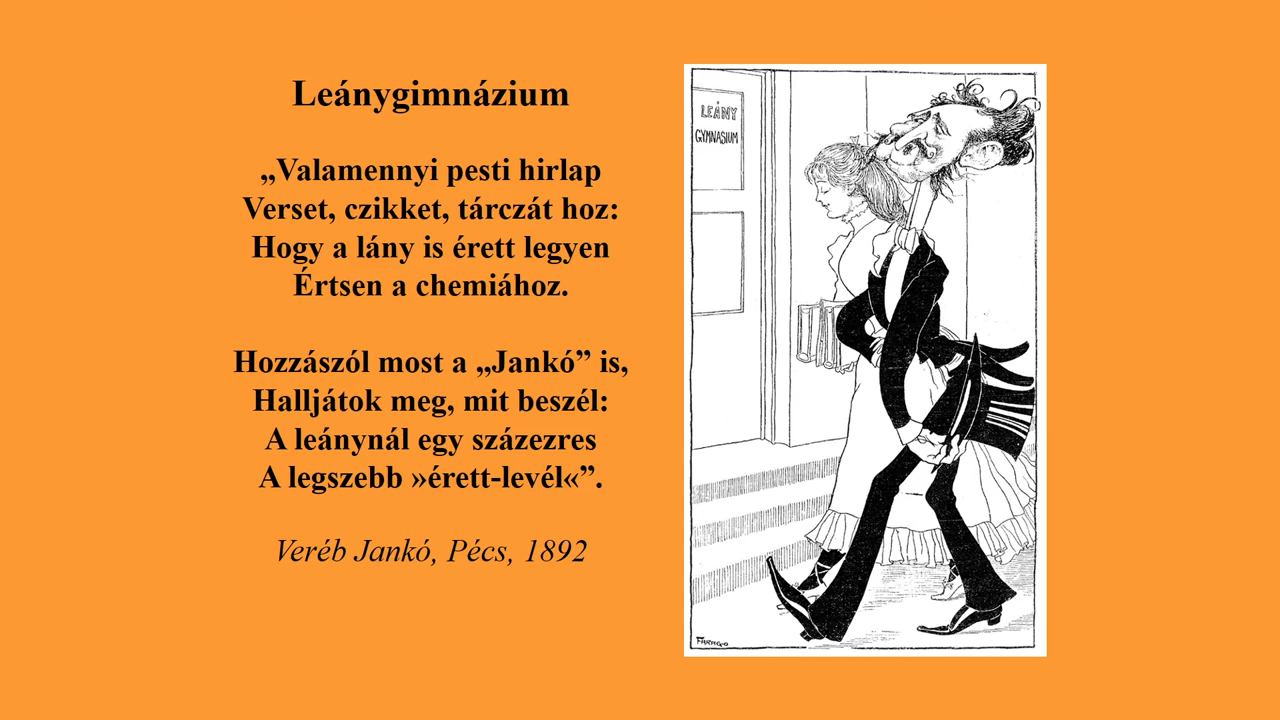 Leánygimnázium
„Valamennyi pesti hirlap
Verset, czikket, tárczát hoz:
Hogy a lány is érett legyen
Értsen a chemiához.
Hozzászól most a „Jankó” is,
Halljátok meg, mit beszél:
A leánynál egy százezres
A legszebb »érett-levél«”.
Veréb Jankó, Pécs, 1892
LEÁNY
GYMNASIUM
FARAGÓ